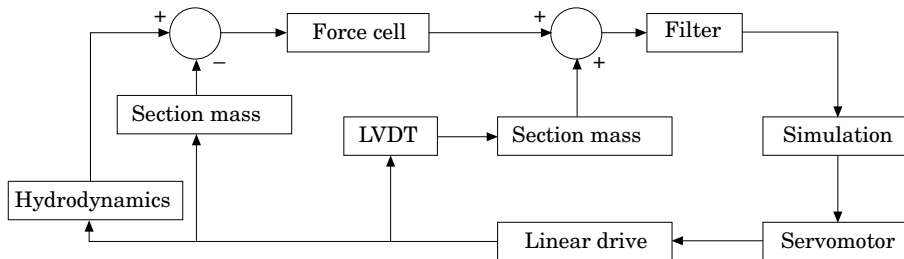 +
+
Force cell
Filter
−
+
Section mass
LVDT
Section mass
Simulation
Hydrodynamics
Linear drive
Servomotor